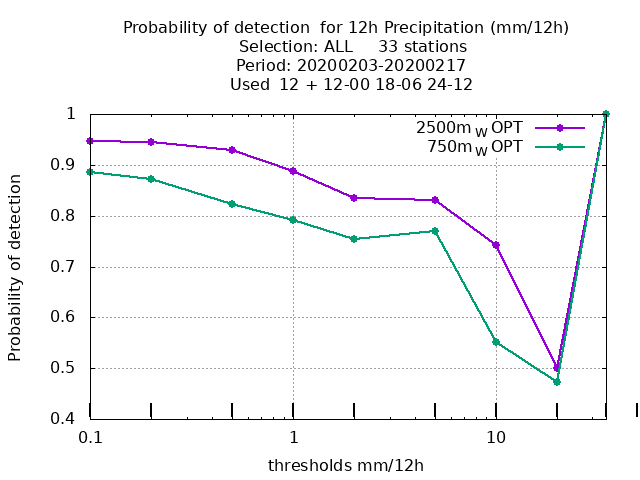 Probability of detection  for 12h Precipitation (mm/12h)
Selection: ALL     33 stations
Period: 20200203-20200217
Used  12 + 12-00 18-06 24-12
2500m W OPT
750m W OPT
Probability of detection
1
0.9
0.8
0.7
0.6
0.5
0.4
0.1
1
10
thresholds mm/12h